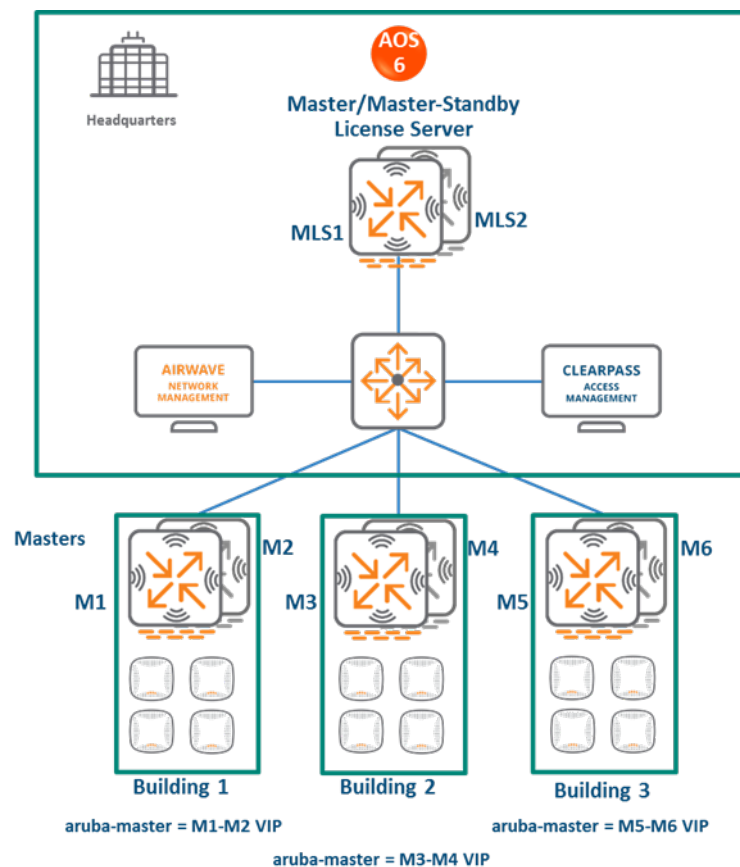 AOS
6
Headquarters
Master/Master-Standby
License Server
MLS1
MLS2
AIRWAVE
NETWORK
MANAGEMENT
CLEARPASS
ACCESS
MANAGEMENT
Masters
M1
M2
M3
M4
M5
M6
Building 1
Building 2
Building 3
aruba-master = M1-M2 VIP
aruba-master = M3-M4 VIP
aruba-master = M5-M6 VIP